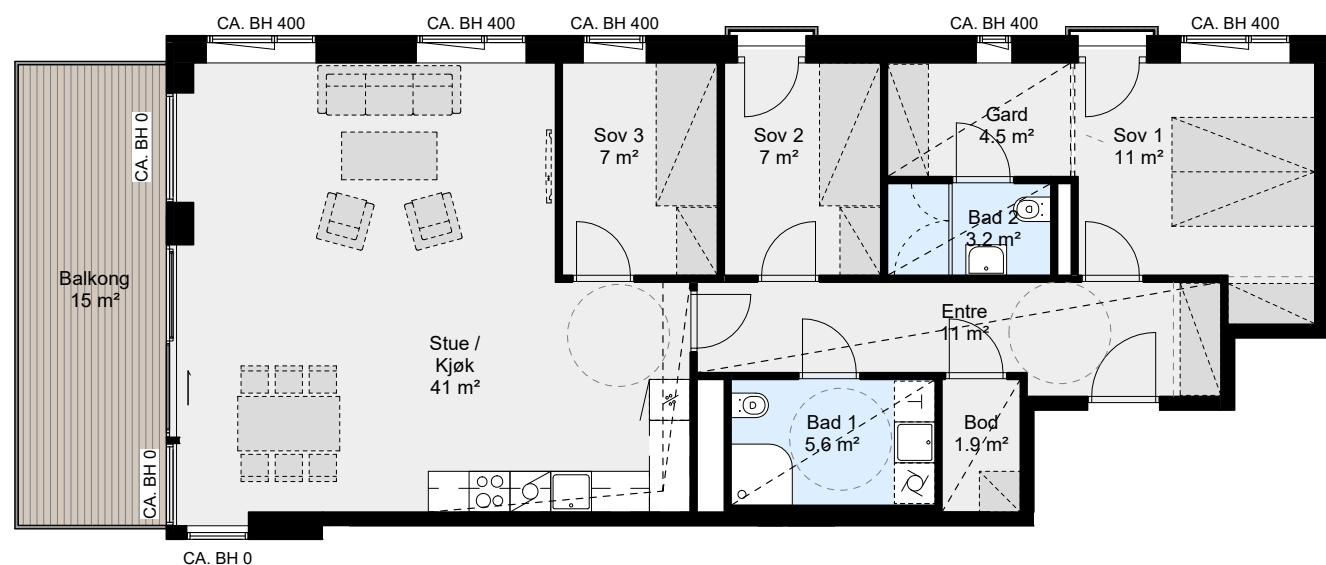 CA. BH 400
CA. BH 400
CA. BH 400
CA. BH 400
CA. BH 400
CA. BH 0
Sov 3
7 m²
Sov 2
7 m²
Gard
4.5 m²
Sov 1
11 m²
Bad 2
3.2 m²
Balkong
15 m²
Entre
11 m²
Stue /
Kjøk
41 m²
Bad 1
5.6 m²
Bod
1.9 m²
CA. BH 0
CA. BH 0